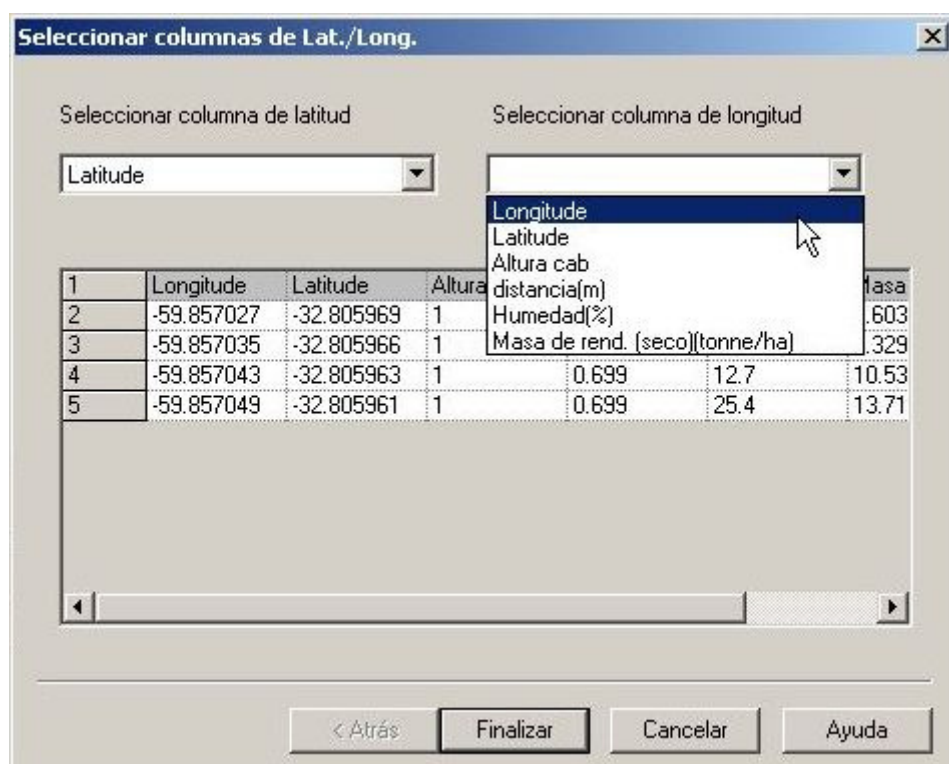 Seleccionar columnas de Lat./Long.
Seleccionar columna de latitud
Seleccionar columna de longitud
Latitude
Longitude
Latitude
Altura cab
distancia(m)
Humedad(%)
Masa de rend. (seco)(tonne/ha)
1 Longitude Latitude Altura Masa
2 -59.857027 -32.805969 1 .603
3 -59.857035 -32.805966 1 .329
4 -59.857043 -32.805963 1 0.699 12.7 10.53
5 -59.857049 -32.805961 1 0.699 25.4 13.71
< Atrás Finalizar Cancelar Ayuda